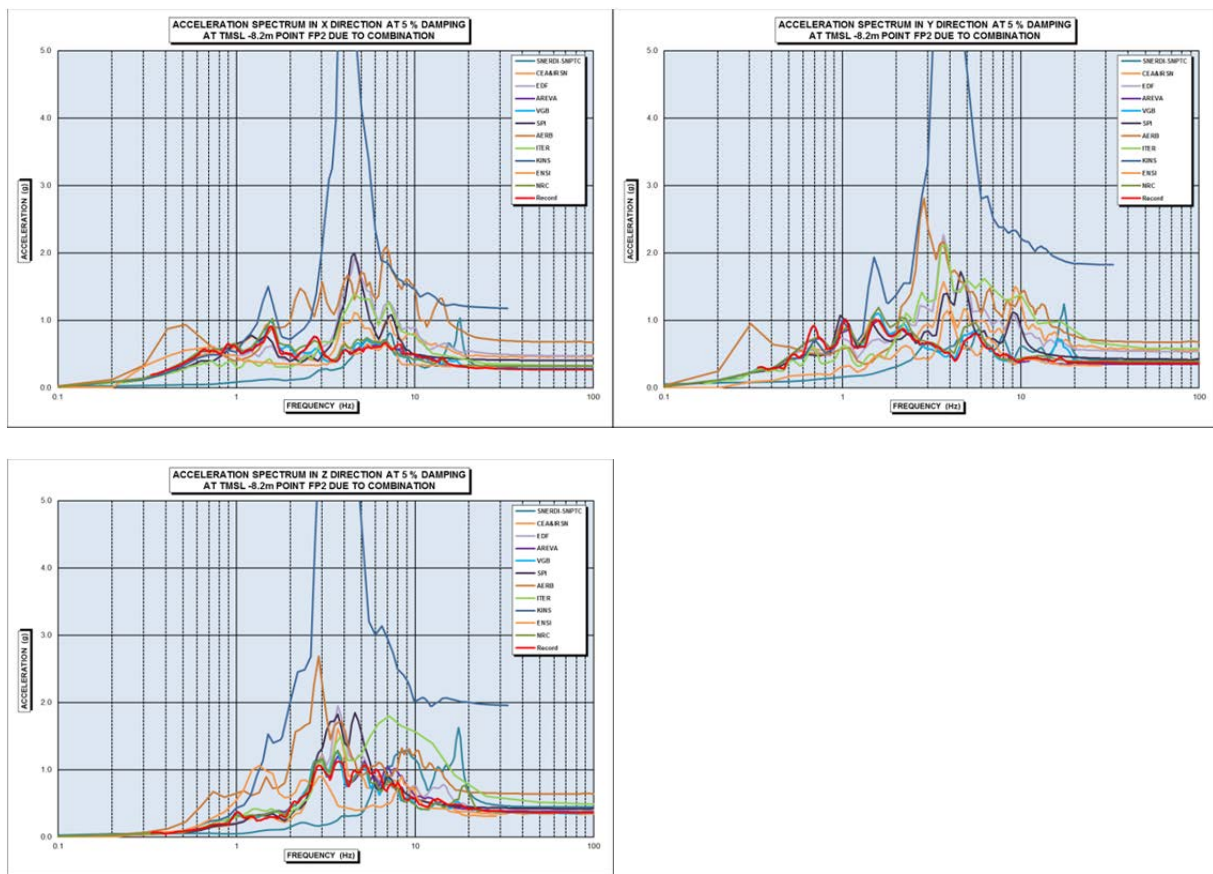 ACCELERATION SPECTRUM IN X DIRECTION AT 5 % DAMPING
AT TMSL -8.2m POINT FP2 DUE TO COMBINATION
5.0
4.0
3.0
2.0
1.0
0.0
ACCELERATION (g)
SNERDI-SNPTC
CEA&IRSN
EDF
AREVA
VGB
SPI
AERB
ITER
KINS
ENSI
NRC
Record
0.1
1
10
100
FREQUENCY (Hz)
ACCELERATION SPECTRUM IN Y DIRECTION AT 5 % DAMPING
AT TMSL -8.2m POINT FP2 DUE TO COMBINATION
5.0
4.0
3.0
2.0
1.0
0.0
ACCELERATION (g)
SNERDI-SNPTC
CEA&IRSN
EDF
AREVA
VGB
SPI
AERB
ITER
KINS
ENSI
NRC
Record
0.1
1
10
100
FREQUENCY (Hz)
ACCELERATION SPECTRUM IN Z DIRECTION AT 5 % DAMPING
AT TMSL -8.2m POINT FP2 DUE TO COMBINATION
5.0
4.0
3.0
2.0
1.0
0.0
ACCELERATION (g)
SNERDI-SNPTC
CEA&IRSN
EDF
AREVA
VGB
SPI
AERB
ITER
KINS
ENSI
NRC
Record
0.1
1
10
100
FREQUENCY (Hz)